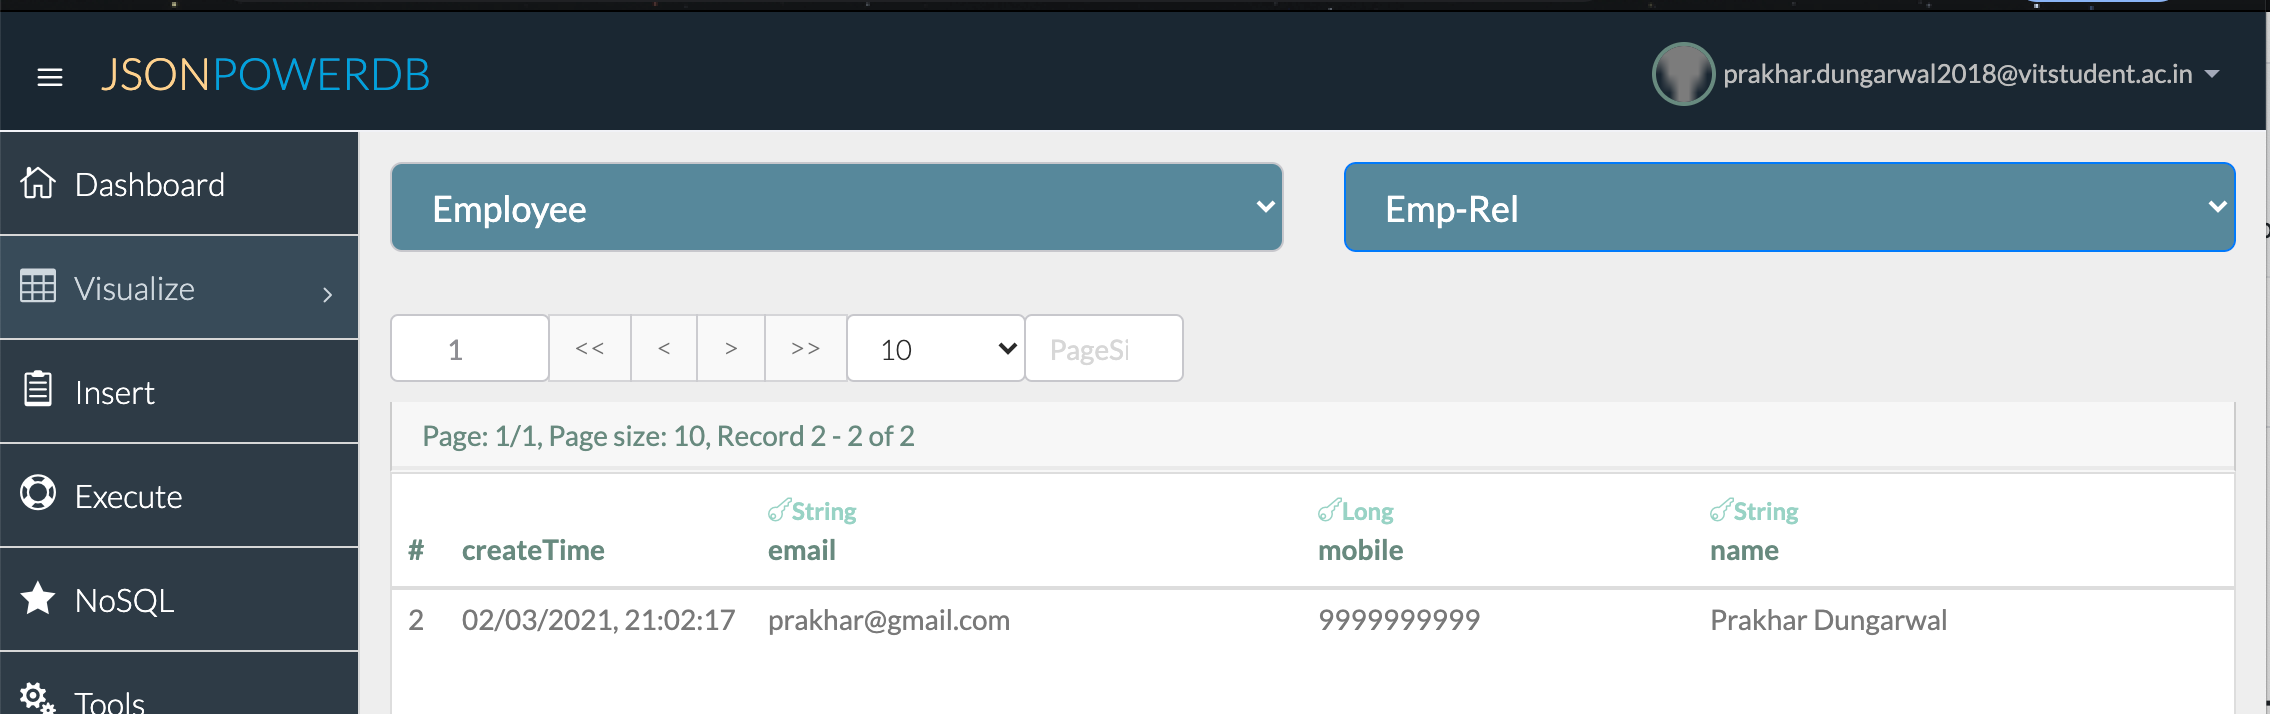 JSONPOWERDB
prakhar.dungarwal2018@vitstudent.ac.in
Dashboard
Visualize
Insert
Execute
NoSQL
Tools
Employee
Emp-Rel
1 << < > >> 10 PageSi
Page: 1/1, Page size: 10, Record 2 - 2 of 2
String Long String
# createTime email mobile name
2 02/03/2021, 21:02:17 prakhar@gmail.com 9999999999 Prakhar Dungarwal